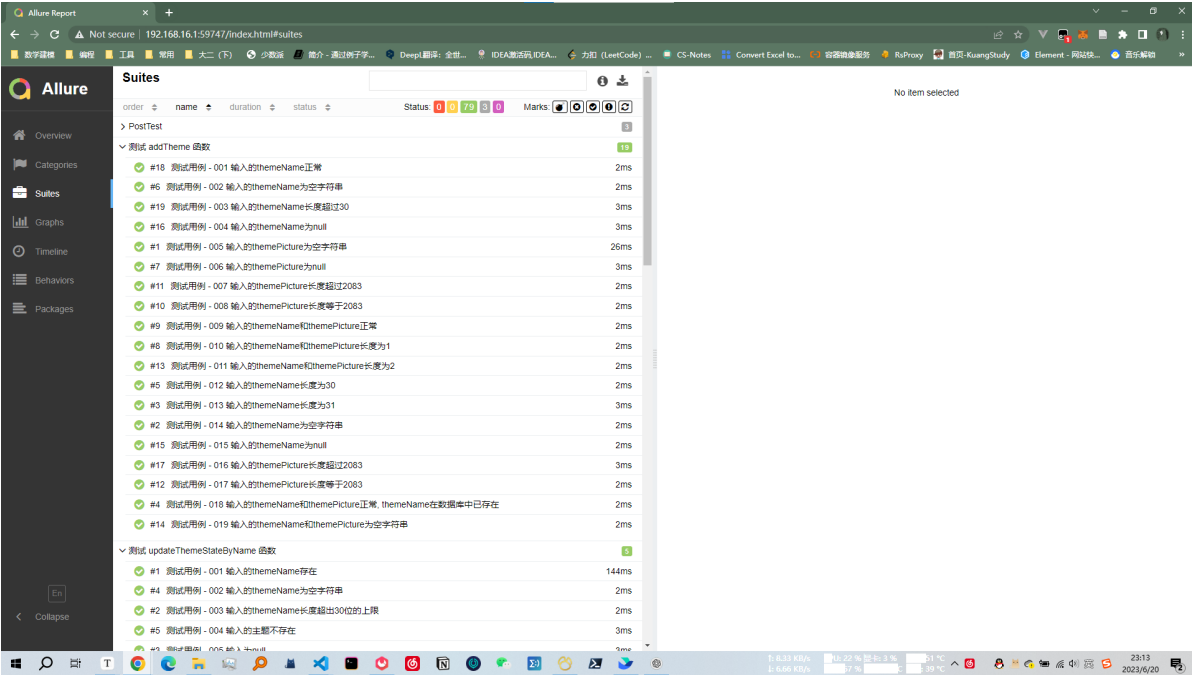 Allure Report
Not secure 192.168.16.1:59747/index.html#suites
数学建模 编程 工具 常用 大二 (下) 少数派 简介 - 通过例子学... DeepL翻译: 全世... IDEA激活码,IDEA... 力扣 (LeetCode) ... CS-Notes Convert Excel to... 容器镜像服务 RsProxy 首页-KuangStudy Element - 网站快... 音乐解锁 »
Allure
Overview
Categories
Suites
Graphs
Timeline
Behaviors
Packages
En
Collapse
Suites
order name duration status Status: 0 0 79 3 0 Marks:
PostTest 3
测试 addTheme 函数 19
#18 测试用例 - 001 输入的themeName正常 2ms
#6 测试用例 - 002 输入的themeName为空字符串 2ms
#19 测试用例 - 003 输入的themeName长度超过30 3ms
#16 测试用例 - 004 输入的themeName为null 3ms
#1 测试用例 - 005 输入的themePicture为空字符串 26ms
#7 测试用例 - 006 输入的themePicture为null 3ms
#11 测试用例 - 007 输入的themePicture长度超过2083 2ms
#10 测试用例 - 008 输入的themePicture长度等于2083 2ms
#9 测试用例 - 009 输入的themeName和themePicture正常 2ms
#8 测试用例 - 010 输入的themeName和themePicture长度为1 2ms
#13 测试用例 - 011 输入的themeName和themePicture长度为2 2ms
#5 测试用例 - 012 输入的themeName长度为30 2ms
#3 测试用例 - 013 输入的themeName长度为31 3ms
#2 测试用例 - 014 输入的themeName为空字符串 2ms
#15 测试用例 - 015 输入的themeName为null 2ms
#17 测试用例 - 016 输入的themePicture长度超过2083 3ms
#12 测试用例 - 017 输入的themePicture长度等于2083 2ms
#4 测试用例 - 018 输入的themeName和themePicture正常, themeName在数据库中已存在 2ms
#14 测试用例 - 019 输入的themeName和themePicture为空字符串 2ms
测试 updateThemeStateByName 函数 5
#1 测试用例 - 001 输入的themeName存在 144ms
#4 测试用例 - 002 输入的themeName为空字符串 2ms
#2 测试用例 - 003 输入的themeName长度超出30位的上限 2ms
#5 测试用例 - 004 输入的主题不存在 3ms
#3 测试用例 - 005 输入为null 3ms
No item selected
23:13
2023/6/20